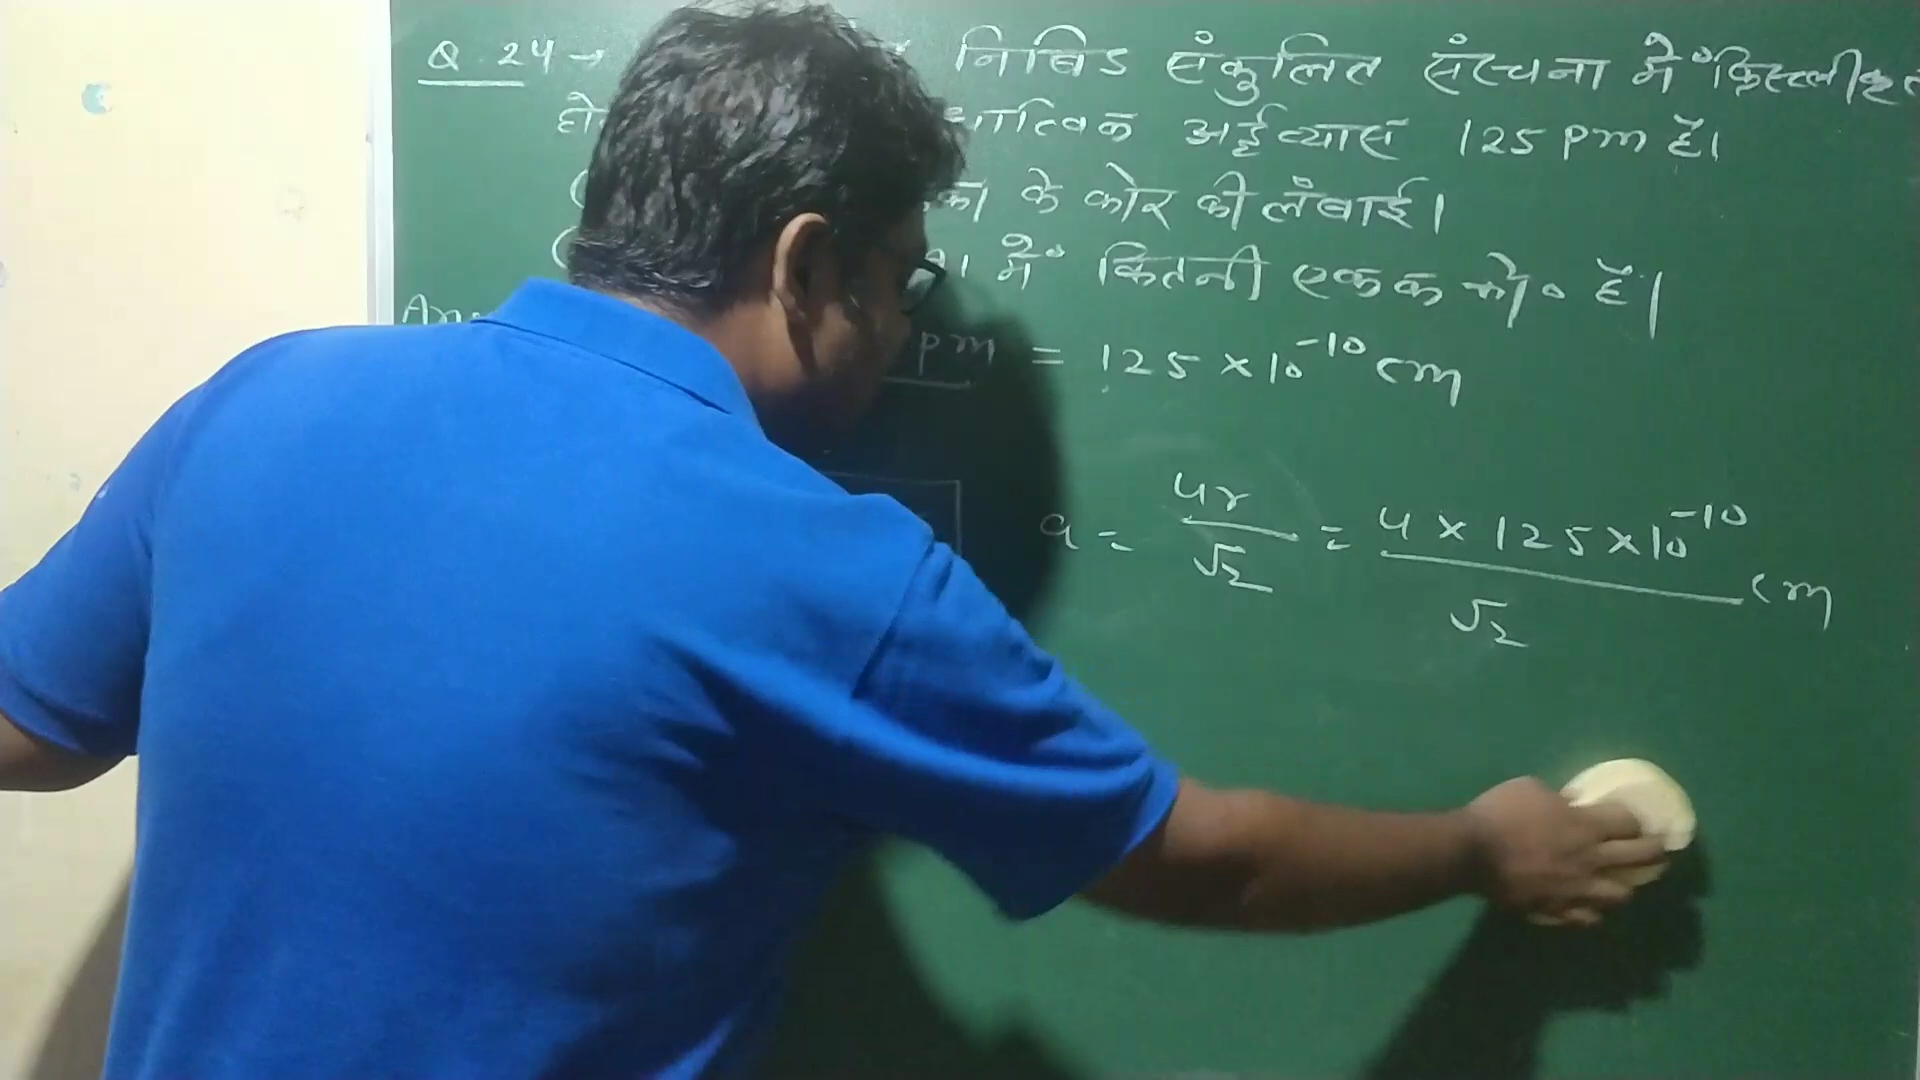 Q. 24 → निबिड संकुलित संरचना में क्रिस्टलीकृत
धात्विक अर्द्धव्यास 125 pm है।
के कोर की लंबाई।
में कितनी एकक को० है।
Ans
pm = 125 × 10⁻¹⁰ cm
a = 4r/√2 = 4 × 125 × 10⁻¹⁰/√2 cm